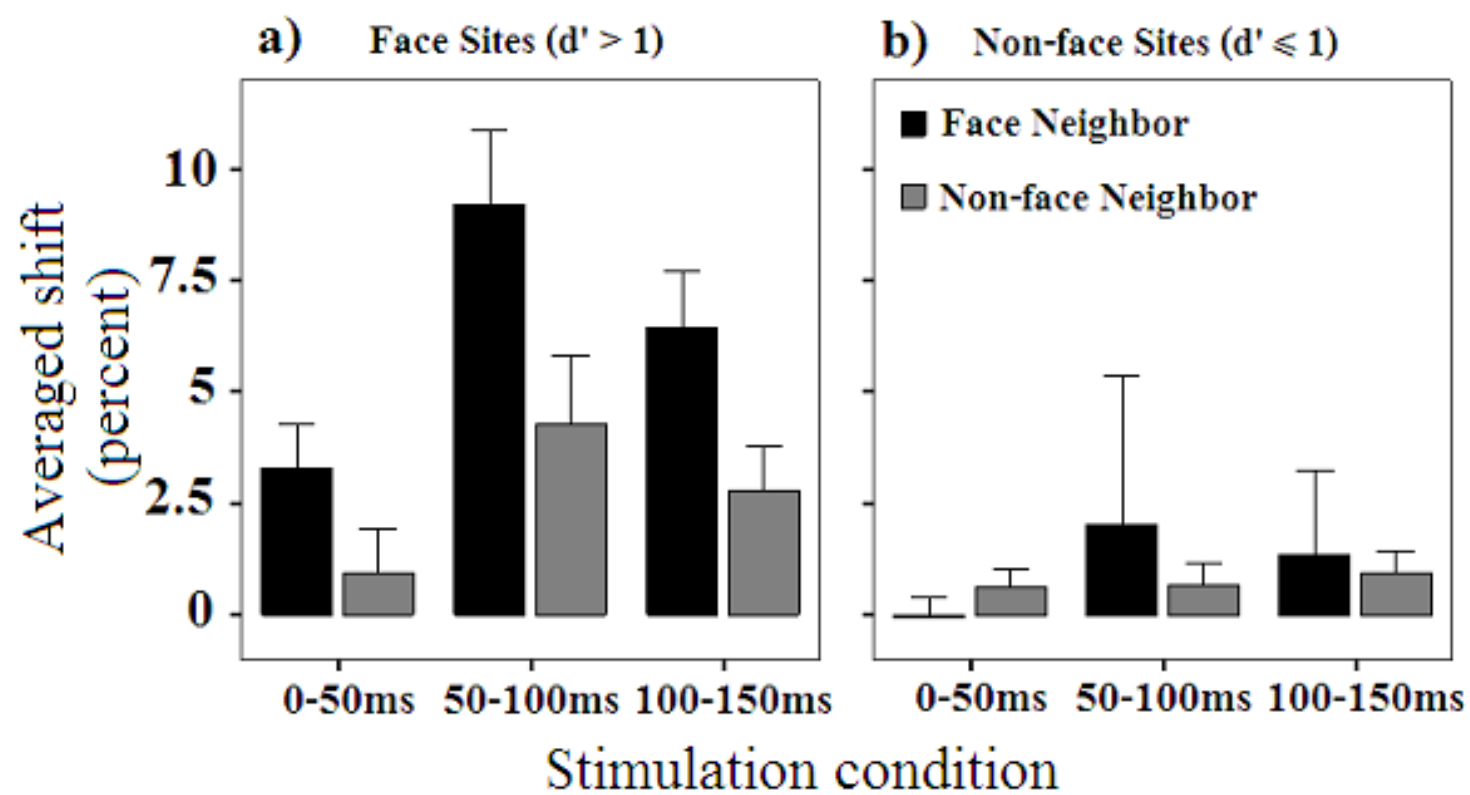 a) Face Sites (d' > 1)
b) Non-face Sites (d' ⩽ 1)
Face Neighbor
Non-face Neighbor
Averaged shift
(percent)
10
7.5
5
2.5
0
0-50ms 50-100ms 100-150ms
0-50ms 50-100ms 100-150ms
Stimulation condition